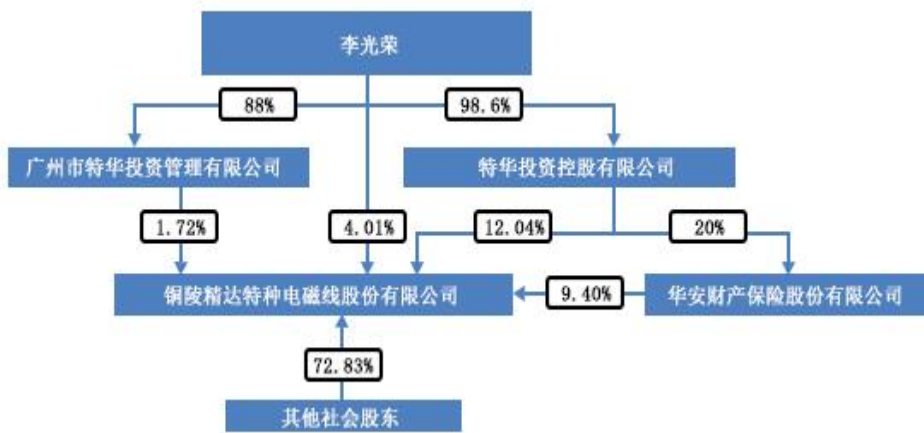 李光荣
88%
98.6%
广州市特华投资管理有限公司
特华投资控股有限公司
1.72%
4.01%
12.04%
20%
铜陵精达特种电磁线股份有限公司
9.40%
华安财产保险股份有限公司
72.83%
其他社会股东